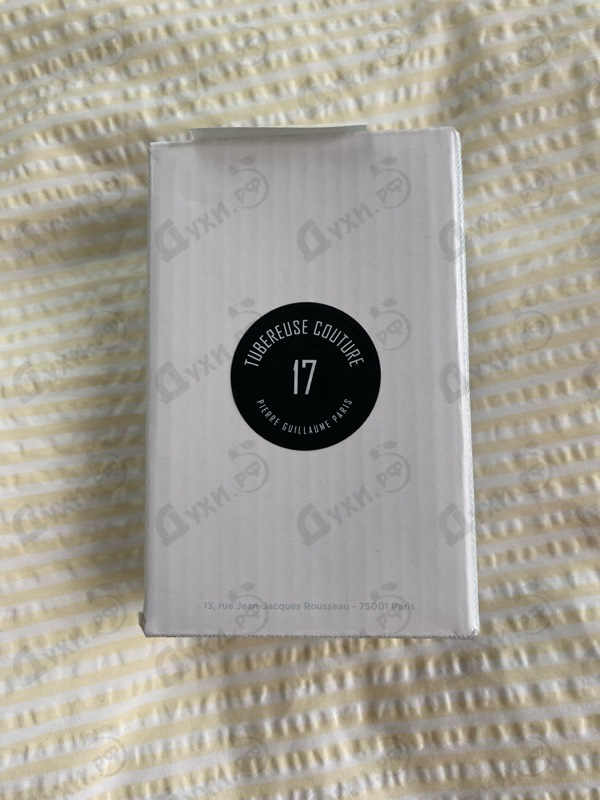 TUBEREUSE COUTURE
17
PIERRE GUILLAUME PARIS
13, rue Jean-Jacques Rousseau - 75001 Paris
Духи.РФ